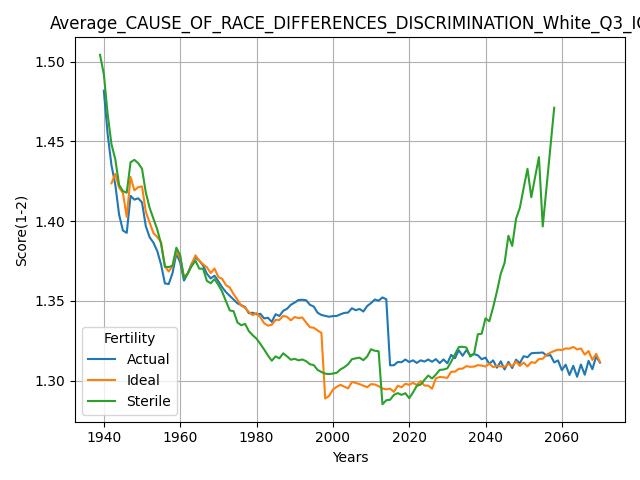 Average_CAUSE_OF_RACE_DIFFERENCES_DISCRIMINATION_White_Q3_IC
Score(1-2)
1.50
1.45
1.40
1.35
1.30
Fertility
Actual
Ideal
Sterile
1940 1960 1980 2000 2020 2040 2060
Years